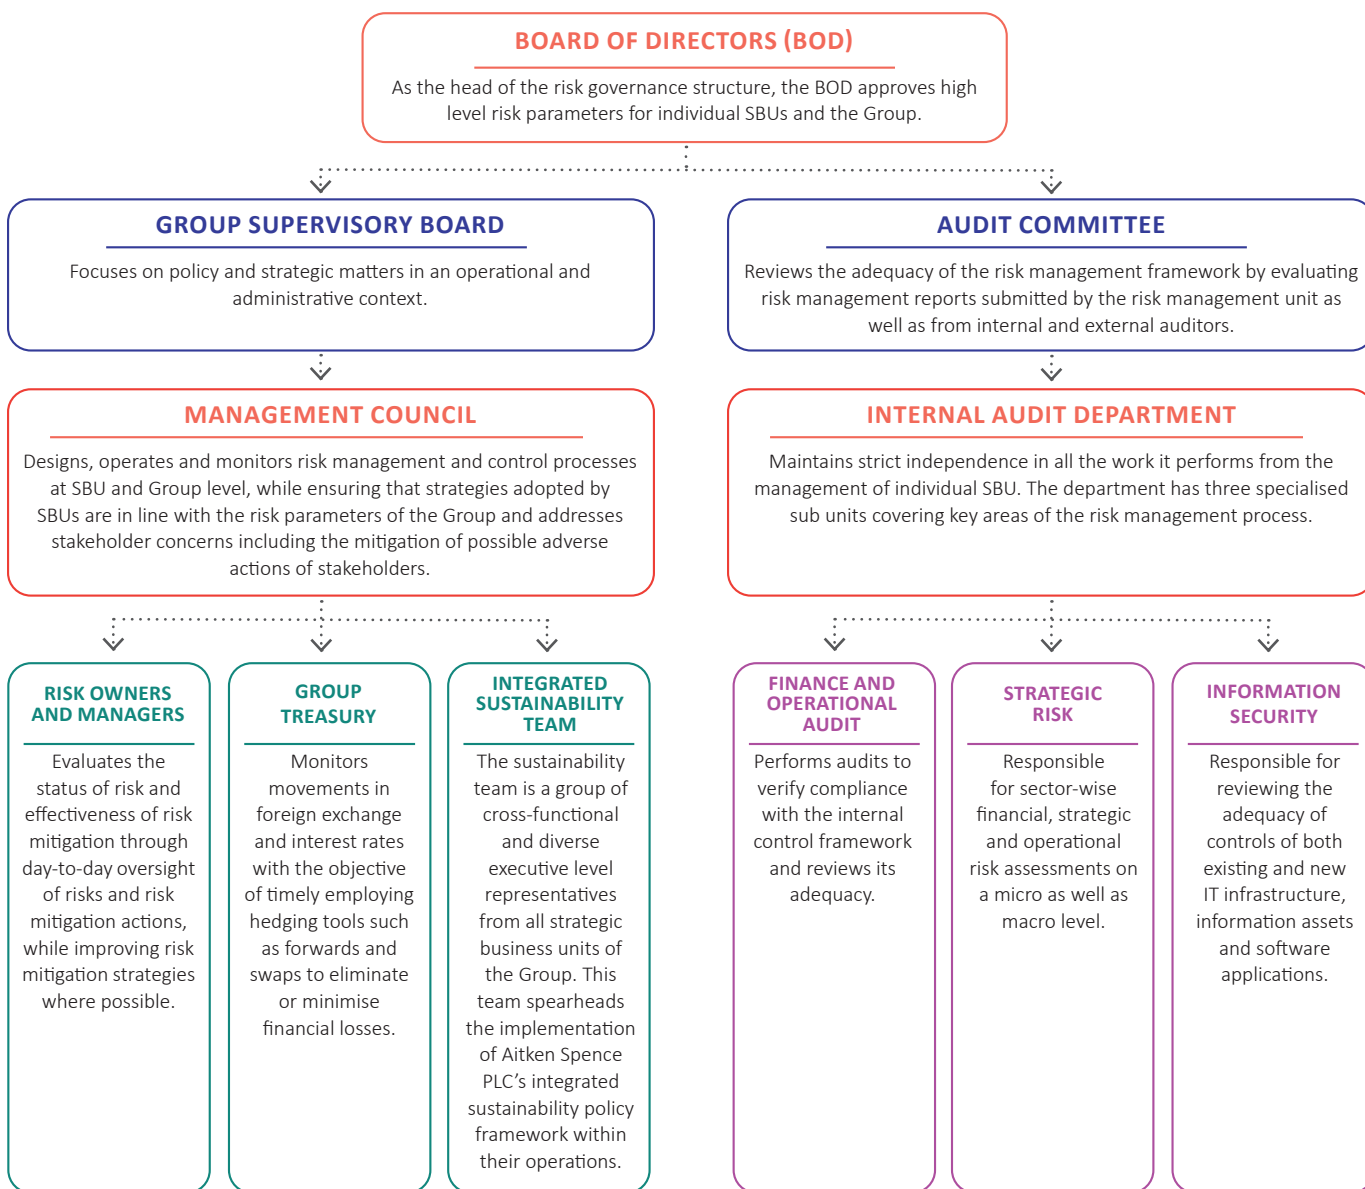 BOARD OF DIRECTORS (BOD)
As the head of the risk governance structure, the BOD approves high
level risk parameters for individual SBUs and the Group.
GROUP SUPERVISORY BOARD
Focuses on policy and strategic matters in an operational and
administrative context.
AUDIT COMMITTEE
Reviews the adequacy of the risk management framework by evaluating
risk management reports submitted by the risk management unit as
well as from internal and external auditors.
MANAGEMENT COUNCIL
Designs, operates and monitors risk management and control processes
at SBU and Group level, while ensuring that strategies adopted by
SBUs are in line with the risk parameters of the Group and addresses
stakeholder concerns including the mitigation of possible adverse
actions of stakeholders.
INTERNAL AUDIT DEPARTMENT
Maintains strict independence in all the work it performs from the
management of individual SBU. The department has three specialised
sub units covering key areas of the risk management process.
RISK OWNERS
AND MANAGERS
Evaluates the
status of risk and
effectiveness of risk
mitigation through
day-to-day oversight
of risks and risk
mitigation actions,
while improving risk
mitigation strategies
where possible.
GROUP
TREASURY
Monitors
movements in
foreign exchange
and interest rates
with the objective
of timely employing
hedging tools such
as forwards and
swaps to eliminate
or minimise
financial losses.
INTEGRATED
SUSTAINABILITY
TEAM
The sustainability
team is a group of
cross-functional
and diverse
executive level
representatives
from all strategic
business units of
the Group. This
team spearheads
the implementation
of Aitken Spence
PLC’s integrated
sustainability policy
framework within
their operations.
FINANCE AND
OPERATIONAL
AUDIT
Performs audits to
verify compliance
with the internal
control framework
and reviews its
adequacy.
STRATEGIC
RISK
Responsible
for sector-wise
financial, strategic
and operational
risk assessments on
a micro as well as
macro level.
INFORMATION
SECURITY
Responsible for
reviewing the
adequacy of
controls of both
existing and new
IT infrastructure,
information assets
and software
applications.